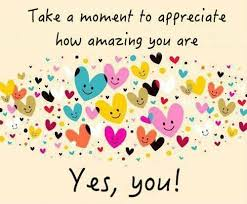 Take a moment to appreciate
how amazing you are
Yes, you!